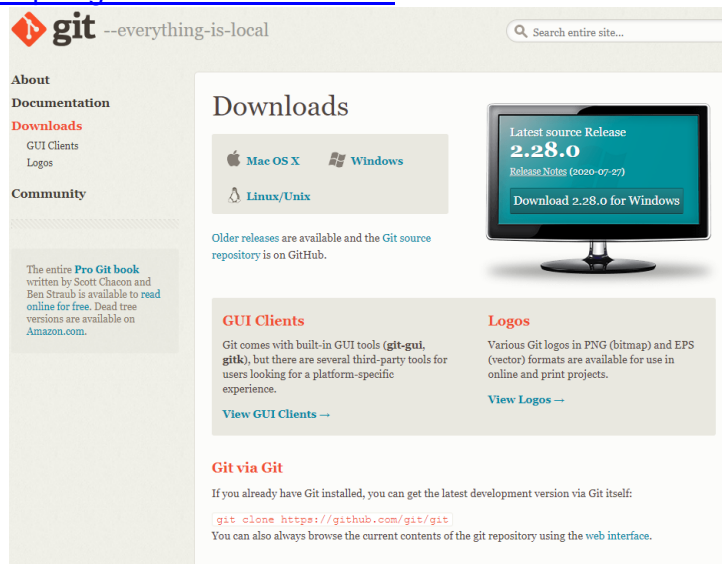 git --everything-is-local
Search entire site...
About
Documentation
Downloads
GUI Clients
Logos
Community
The entire Pro Git book
written by Scott Chacon and
Ben Straub is available to read
online for free. Dead tree
versions are available on
Amazon.com.
Downloads
Mac OS X
Windows
Linux/Unix
Older releases are available and the Git source
repository is on GitHub.
Latest source Release
2.28.0
Release Notes (2020-07-27)
Download 2.28.0 for Windows
GUI Clients
Git comes with built-in GUI tools (git-gui,
gitk), but there are several third-party tools for
users looking for a platform-specific
experience.
View GUI Clients →
Logos
Various Git logos in PNG (bitmap) and EPS
(vector) formats are available for use in
online and print projects.
View Logos →
Git via Git
If you already have Git installed, you can get the latest development version via Git itself:
git clone https://github.com/git/git
You can also always browse the current contents of the git repository using the web interface.